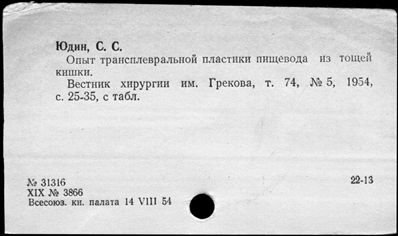 Юдин, С. С.
Опыт трансплевральной пластики пищевода из тощей
кишки.
Вестник хирургии им. Грекова, т. 74, № 5, 1954,
с. 25-35, с табл.
№ 31316
22-13
XIX № 3866
Всесоюз. кн. палата 14 VIII 54